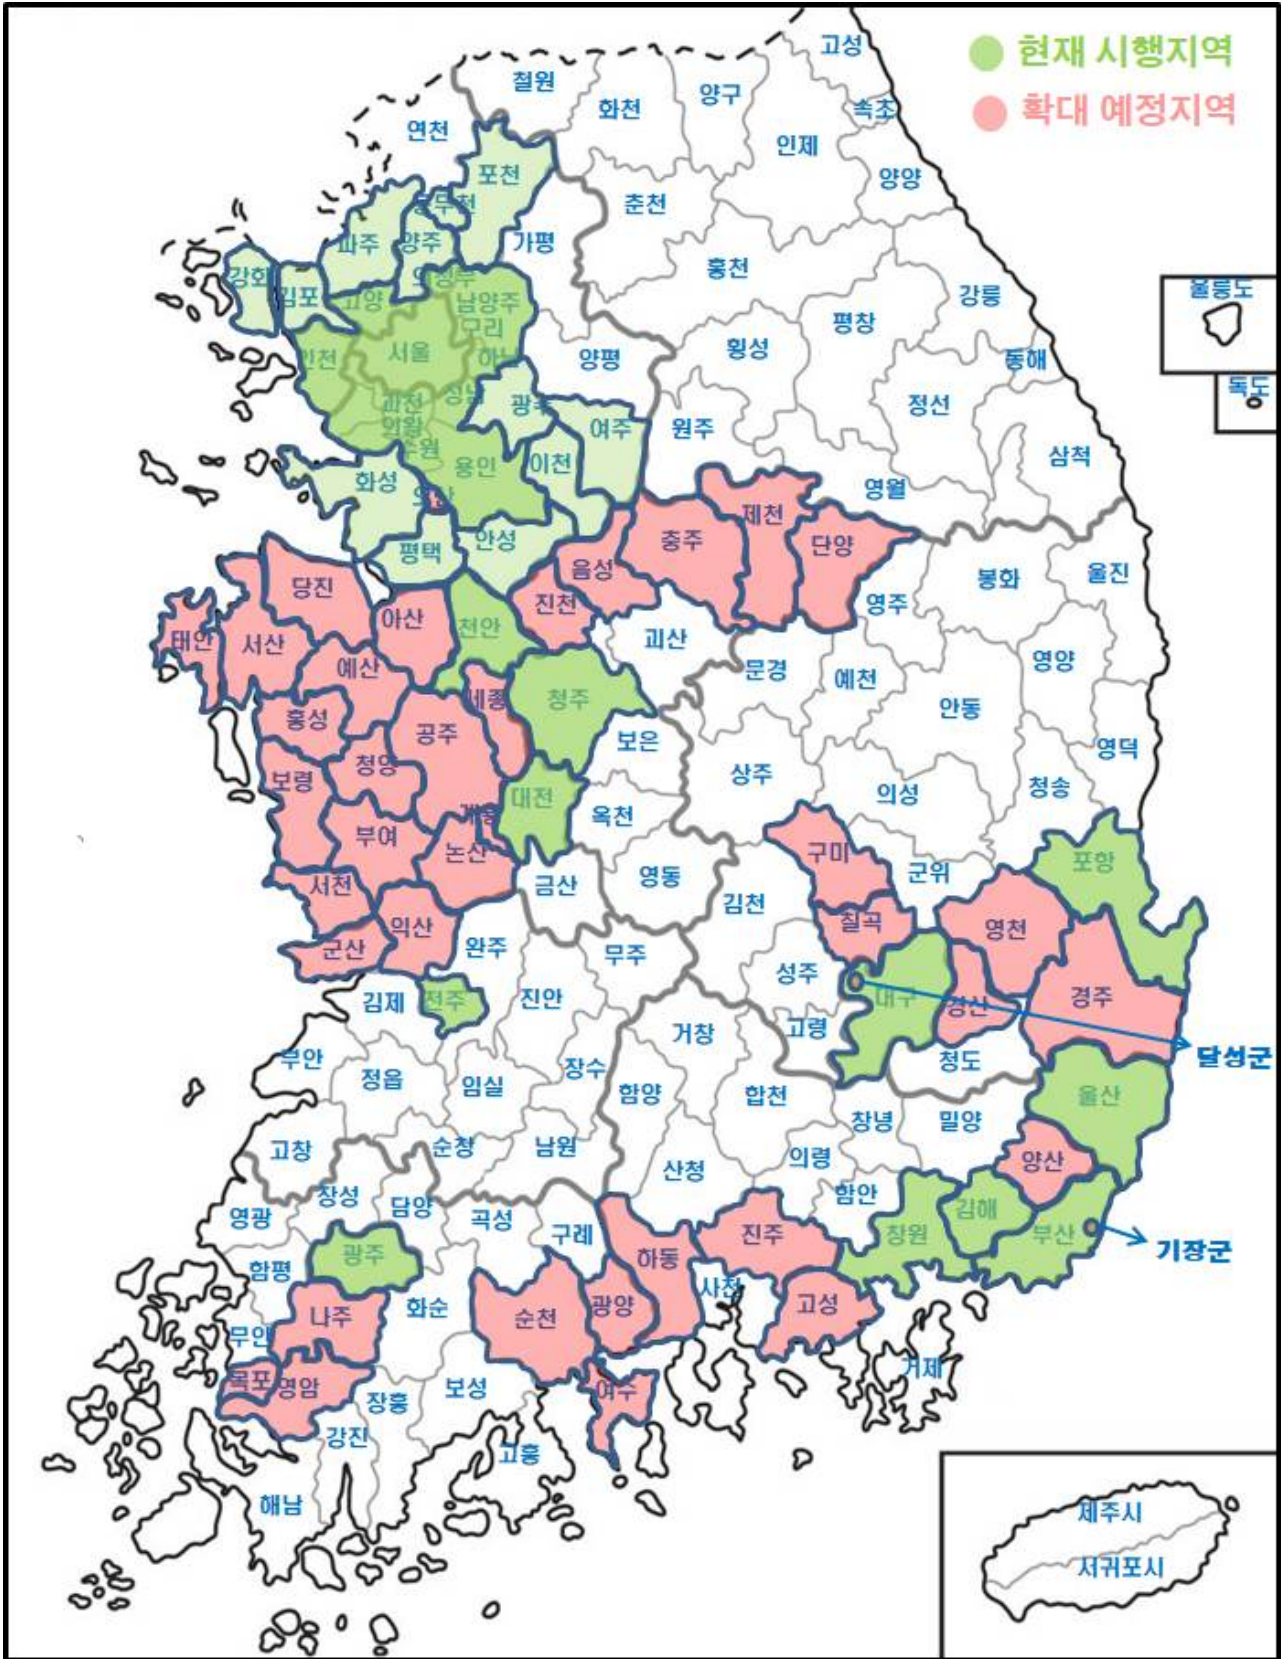 고성
현재 시행지역
확대 예정지역
철원
화천
양구
속초
연천
인제
포천
양양
춘천
동두천
파주
양주
가평
홍천
강화
김포
고양
의정부
남양주
구리
강릉
울릉도
평창
인천
서울
하남
양평
횡성
동해
독도
성남
과천
의왕
수원
광주
여주
원주
정선
삼척
화성
용인
이천
오산
영월
제천
평택
안성
충주
단양
음성
봉화
울진
당진
아산
천안
진천
영주
태안
서산
예산
괴산
문경
예천
영양
홍성
세종
청주
안동
공주
보은
영덕
보령
청양
상주
의성
청송
계룡
대전
옥천
부여
논산
구미
포항
서천
금산
영동
군위
김천
익산
칠곡
영천
군산
완주
무주
성주
김제
전주
진안
대구
경산
경주
고령
거창
부안
정읍
임실
장수
청도
달성군
함양
합천
울산
창녕
밀양
고창
순창
남원
산청
의령
양산
장성
담양
함안
영광
곡성
구례
진주
창원
김해
부산
기장군
광주
하동
함평
사천
나주
화순
순천
광양
고성
무안
목포
영암
장흥
보성
여수
거제
강진
고흥
해남
제주시
서귀포시